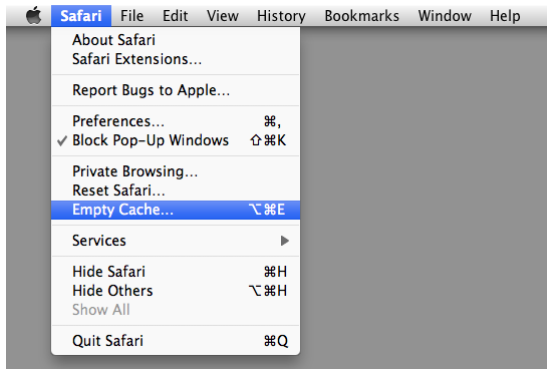 Safari File Edit View History Bookmarks Window Help
About Safari
Safari Extensions...
Report Bugs to Apple...
Preferences... ⌘,
✓ Block Pop-Up Windows ⇧⌘K
Private Browsing...
Reset Safari...
Empty Cache... ⌥⌘E
Services ▶
Hide Safari ⌘H
Hide Others ⌥⌘H
Show All
Quit Safari ⌘Q